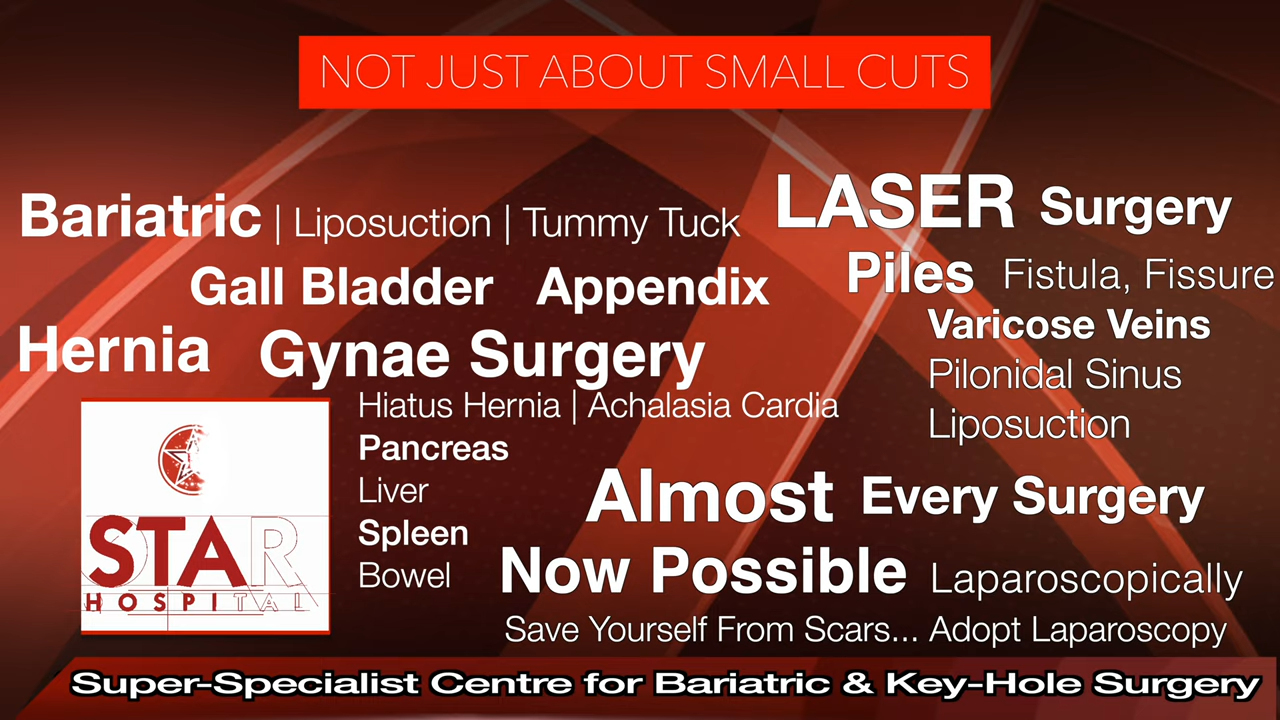 NOT JUST ABOUT SMALL CUTS
Bariatric | Liposuction | Tummy Tuck
Gall Bladder Appendix
Hernia Gynae Surgery
Hiatus Hernia | Achalasia Cardia
Pancreas
Liver
Spleen
Bowel
LASER Surgery
Piles Fistula, Fissure
Varicose Veins
Pilonidal Sinus
Liposuction
Almost Every Surgery
Now Possible Laparoscopically
Save Yourself From Scars... Adopt Laparoscopy
STAR
HOSPITAL
Super-Specialist Centre for Bariatric & Key-Hole Surgery